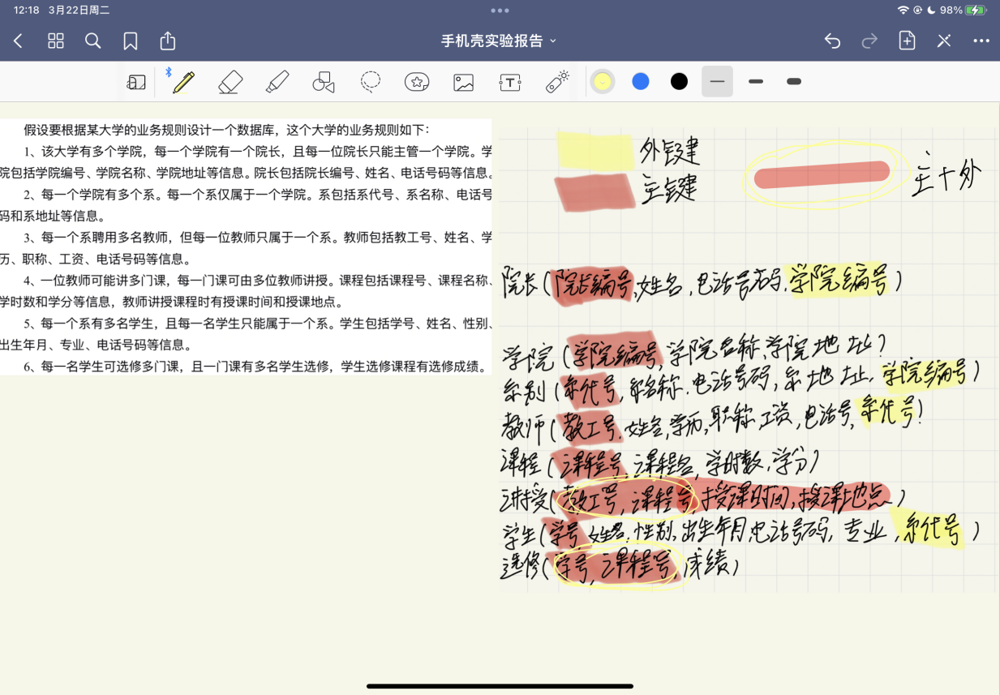 12:18 3月22日周二
98%
手机壳实验报告
T
假设要根据某大学的业务规则设计一个数据库，这个大学的业务规则如下：
1、该大学有多个学院，每一个学院有一个院长，且每一位院长只能主管一个学院。学
院包括学院编号、学院名称、学院地址等信息。院长包括院长编号、姓名、电话号码等信息。
2、每一个学院有多个系。每一个系仅属于一个学院。系包括系代号、系名称、电话号
码和系地址等信息。
3、每一个系聘用多名教师，但每一位教师只属于一个系。教师包括教工号、姓名、学
历、职称、工资、电话号码等信息。
4、一位教师可能讲多门课，每一门课可由多位教师讲授。课程包括课程号、课程名称、
学时数和学分等信息，教师讲授课程时有授课时间和授课地点。
5、每一个系有多名学生，且每一名学生只能属于一个系。学生包括学号、姓名、性别、
出生年月、专业、电话号码等信息。
6、每一名学生可选修多门课，且一门课有多名学生选修，学生选修课程有选修成绩。
外键建
主键建
主十外
院长(院长编号,姓名,电话号码,学院编号)
学院(学院编号,学院名称,学院地址)
系别(系代号,系名称.电话号码,系地址,学院编号)
教师(教工号.姓名,学历,职称,工资,电话号,系代号)
课程(课程号,课程名,学时数,学分)
讲授(教工号,课程号,授课时间,授课地点)
学生(学号 姓名.性别,出生年月,电话号码,专业,系代号)
选修(学号,课程号,成绩)